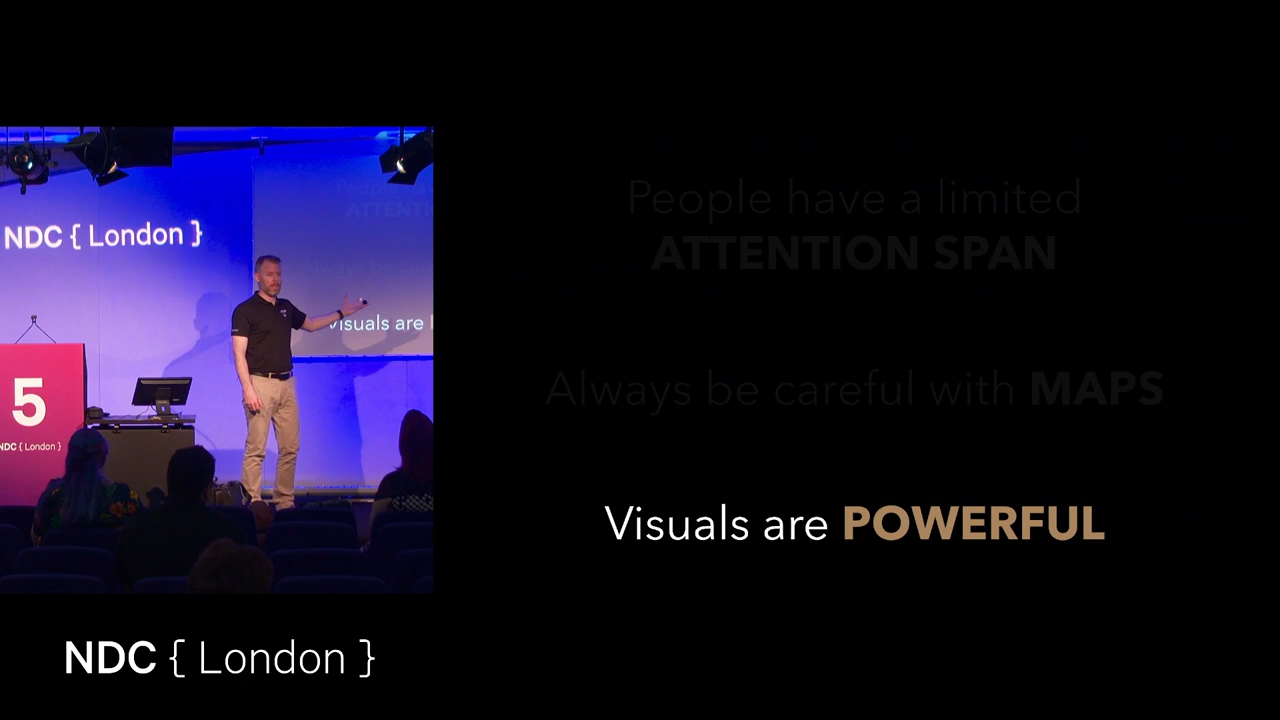 NDC { London }
People have a limited
ATTENTION SPAN
Always be careful with MAPS
Visuals are POWERFUL
Visuals are
5
NDC { London }
NDC { London }